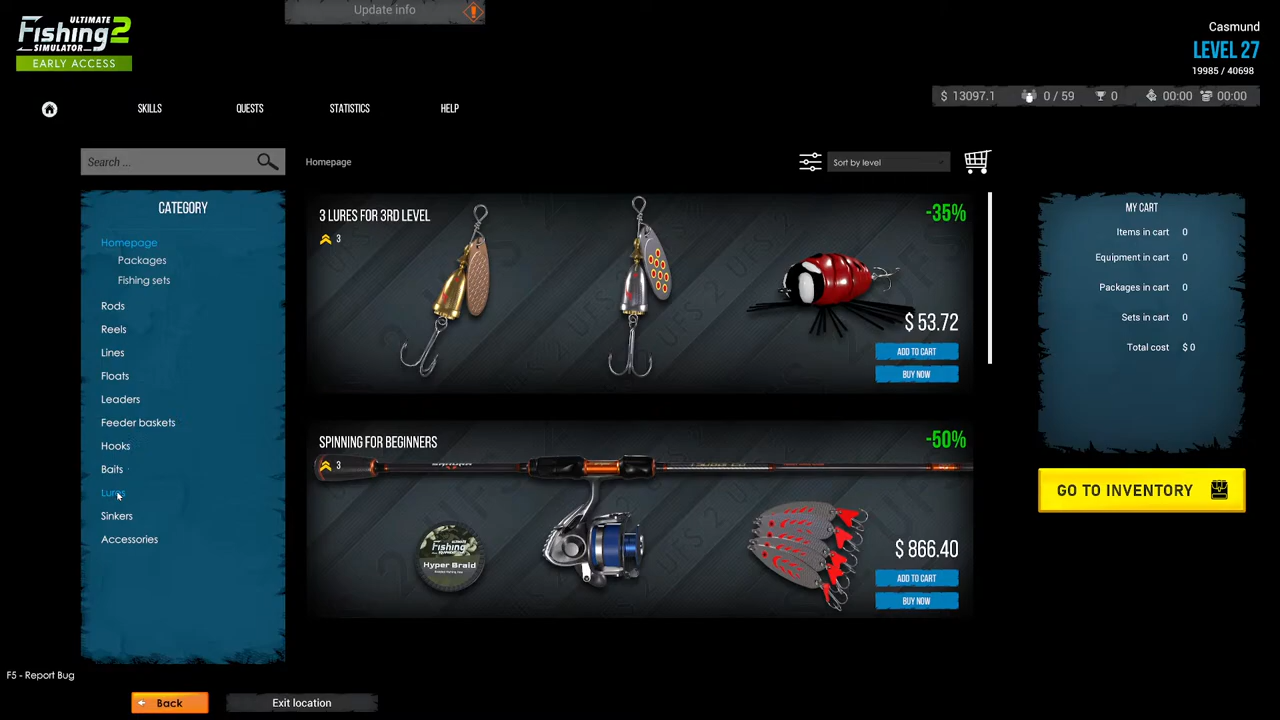 ULTIMATE
Fishing 2
SIMULATOR
EARLY ACCESS
Update info
Casmund
LEVEL 27
19985 / 40698
SKILLS
QUESTS
STATISTICS
HELP
$ 13097.1
0 / 59
0
00:00
00:00
Search ...
Homepage
Sort by level
CATEGORY
Homepage
Packages
Fishing sets
Rods
Reels
Lines
Floats
Leaders
Feeder baskets
Hooks
Baits
Lures
Sinkers
Accessories
3 LURES FOR 3RD LEVEL
3
-35%
$ 53.72
ADD TO CART
BUY NOW
SPINNING FOR BEGINNERS
3
-50%
Fishing
Hyper Braid
$ 866.40
ADD TO CART
BUY NOW
MY CART
Items in cart 0
Equipment in cart 0
Packages in cart 0
Sets in cart 0
Total cost $ 0
GO TO INVENTORY
F5 - Report Bug
Back
Exit location